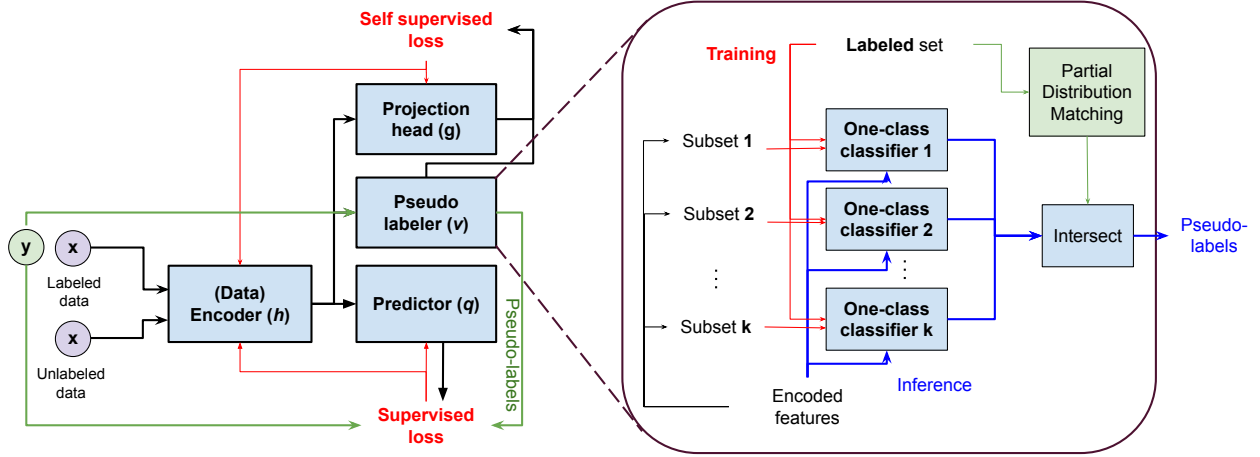 Self supervised
loss
Projection
head (g)
Pseudo
labeler (v)
y
x
Labeled
data
(Data)
Encoder (h)
Predictor (q)
x
Unlabeled
data
Pseudo-labels
Supervised
loss
Training
Labeled set
Partial
Distribution
Matching
Subset 1
One-class
classifier 1
Subset 2
One-class
classifier 2
Intersect
Pseudo-
labels
⋮
⋮
Subset k
One-class
classifier k
Encoded
features
Inference